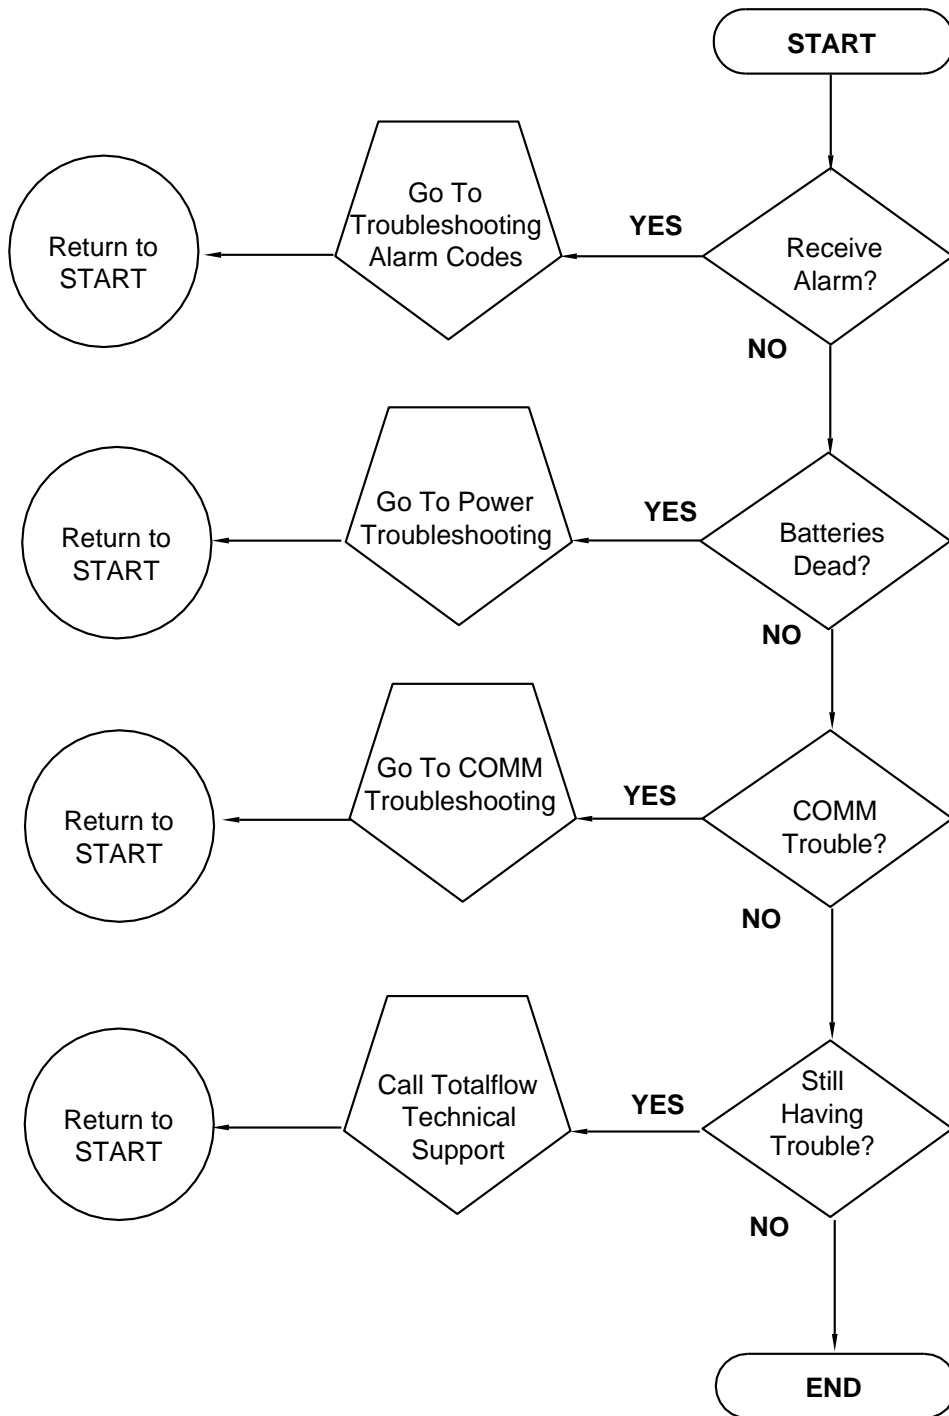 START
Receive
Alarm?
YES
Go To
Troubleshooting
Alarm Codes
Return to
START
NO
Batteries
Dead?
YES
Go To Power
Troubleshooting
Return to
START
NO
COMM
Trouble?
YES
Go To COMM
Troubleshooting
Return to
START
NO
Still
Having
Trouble?
YES
Call Totalflow
Technical
Support
Return to
START
NO
END